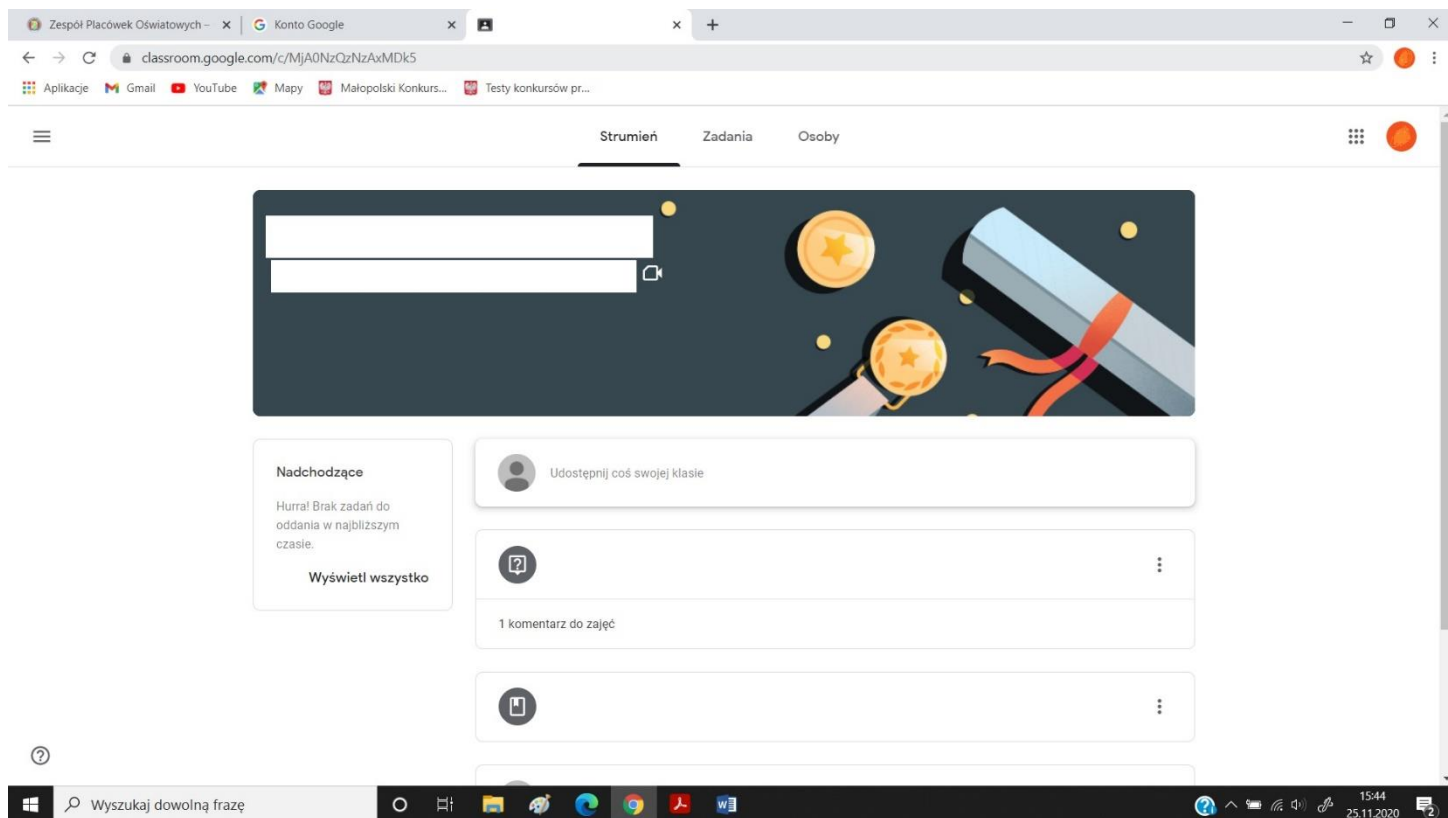 Zespół Placówek Oświatowych –
Konto Google
classroom.google.com/c/MjA0NzQzNzAxMDk5
Aplikacje
Gmail
YouTube
Mapy
Małopolski Konkurs...
Testy konkursów pr...
Strumień
Zadania
Osoby
Nadchodzące
Hurra! Brak zadań do
oddania w najbliższym
czasie.
Wyświetl wszystko
Udostępnij coś swojej klasie
1 komentarz do zajęć
Wyszukaj dowolną frazę
15:44
25.11.2020
2